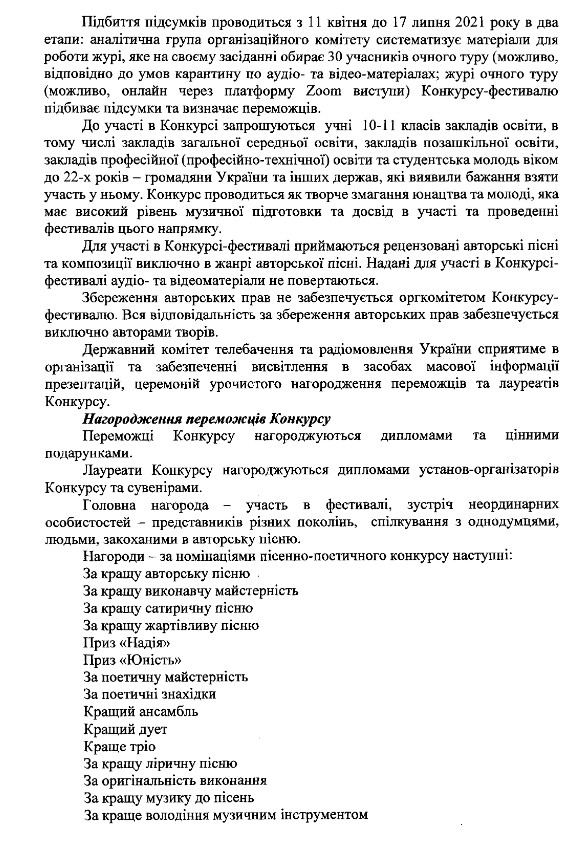 Підбиття підсумків проводиться з 11 квітня до 17 липня 2021 року в два
етапи: аналітична група організаційного комітету систематизує матеріали для
роботи журі, яке на своєму засіданні обирає 30 учасників очного туру (можливо,
відповідно до умов карантину по аудіо- та відео-матеріалах; журі очного туру
(можливо, онлайн через платформу Zoom виступи) Конкурсу-фестивалю
підбиває підсумки та визначає переможців.
До участі в Конкурсі запрошуються учні 10-11 класів закладів освіти, в
тому числі закладів загальної середньої освіти, закладів позашкільної освіти,
закладів професійної (професійно-технічної) освіти та студентська молодь віком
до 22-х років – громадяни України та інших держав, які виявили бажання взяти
участь у ньому. Конкурс проводиться як творче змагання юнацтва та молоді, яка
має високий рівень музичної підготовки та досвід в участі та проведенні
фестивалів цього напрямку.
Для участі в Конкурсі-фестивалі приймаються рецензовані авторські пісні
та композиції виключно в жанрі авторської пісні. Надані для участі в Конкурсі-
фестивалі аудіо- та відеоматеріали не повертаються.
Збереження авторських прав не забезпечується оргкомітетом Конкурсу-
фестивалю. Вся відповідальність за збереження авторських прав забезпечується
виключно авторами творів.
Державний комітет телебачення та радіомовлення України сприятиме в
організації та забезпеченні висвітлення в засобах масової інформації
презентацій, церемоній урочистого нагородження переможців та лауреатів
Конкурсу.
Нагородження переможців Конкурсу
Переможці Конкурсу нагороджуються дипломами та цінними
подарунками.
Лауреати Конкурсу нагороджуються дипломами установ-організаторів
Конкурсу та сувенірами.
Головна нагорода – участь в фестивалі, зустріч неординарних
особистостей – представників різних поколінь, спілкування з однодумцями,
людьми, закоханими в авторську пісню.
Нагороди – за номінаціями пісенно-поетичного конкурсу наступні:
За кращу авторську пісню
За кращу виконавчу майстерність
За кращу сатиричну пісню
За кращу жартівливу пісню
Приз «Надія»
Приз «Юність»
За поетичну майстерність
За поетичні знахідки
Кращий ансамбль
Кращий дует
Краще тріо
За кращу ліричну пісню
За оригінальність виконання
За кращу музику до пісень
За краще володіння музичним інструментом